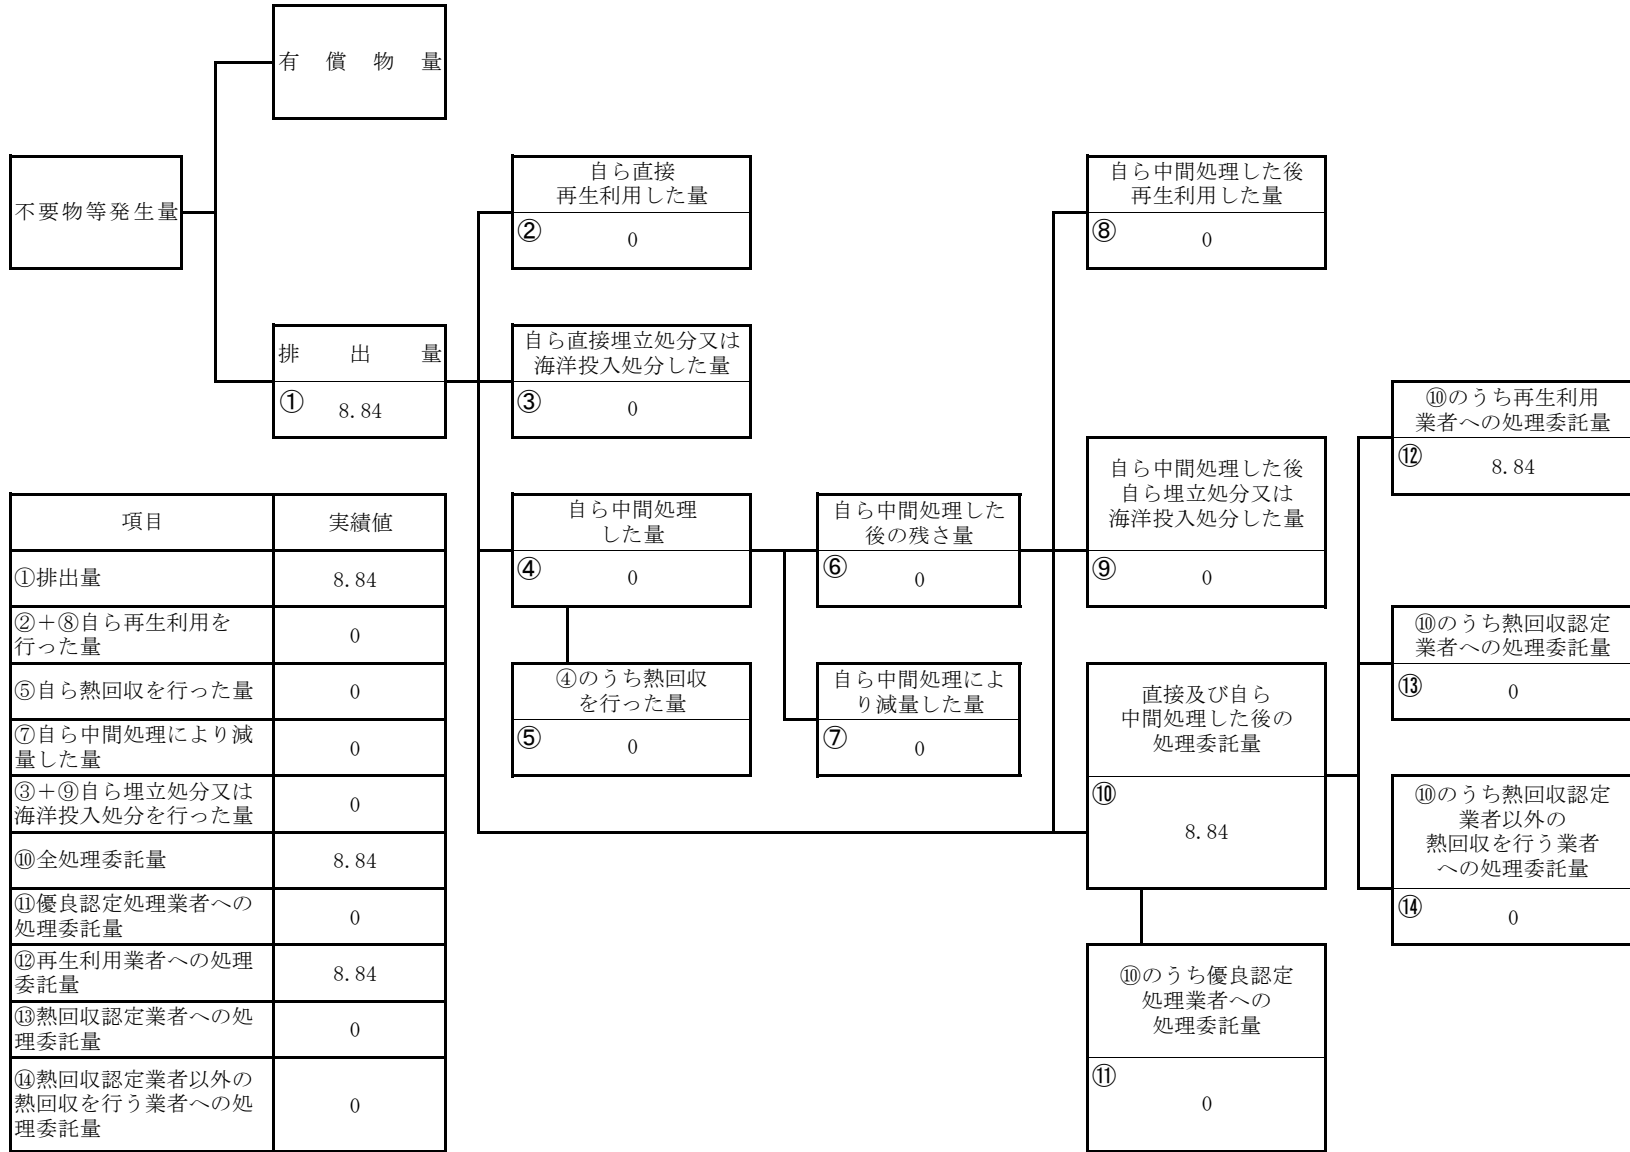 有償物量
不要物等発生量
排出量
① 8.84
自ら直接
再生利用した量
② 0
自ら直接埋立処分又は
海洋投入処分した量
③ 0
自ら中間処理
した量
④ 0
④のうち熱回収
を行った量
⑤ 0
自ら中間処理した
後の残さ量
⑥ 0
自ら中間処理によ
り減量した量
⑦ 0
自ら中間処理した後
再生利用した量
⑧ 0
自ら中間処理した後
自ら埋立処分又は
海洋投入処分した量
⑨ 0
直接及び自ら
中間処理した後の
処理委託量
⑩
8.84
⑩のうち優良認定
処理業者への
処理委託量
⑪
0
⑩のうち再生利用
業者への処理委託量
⑫ 8.84
⑩のうち熱回収認定
業者への処理委託量
⑬ 0
⑩のうち熱回収認定
業者以外の
熱回収を行う業者
への処理委託量
⑭ 0
項目 実績値
①排出量 8.84
②＋⑧自ら再生利用を
行った量 0
⑤自ら熱回収を行った量 0
⑦自ら中間処理により減
量した量 0
③＋⑨自ら埋立処分又は
海洋投入処分を行った量 0
⑩全処理委託量 8.84
⑪優良認定処理業者への
処理委託量 0
⑫再生利用業者への処理
委託量 8.84
⑬熱回収認定業者への処
理委託量 0
⑭熱回収認定業者以外の
熱回収を行う業者への処
理委託量 0